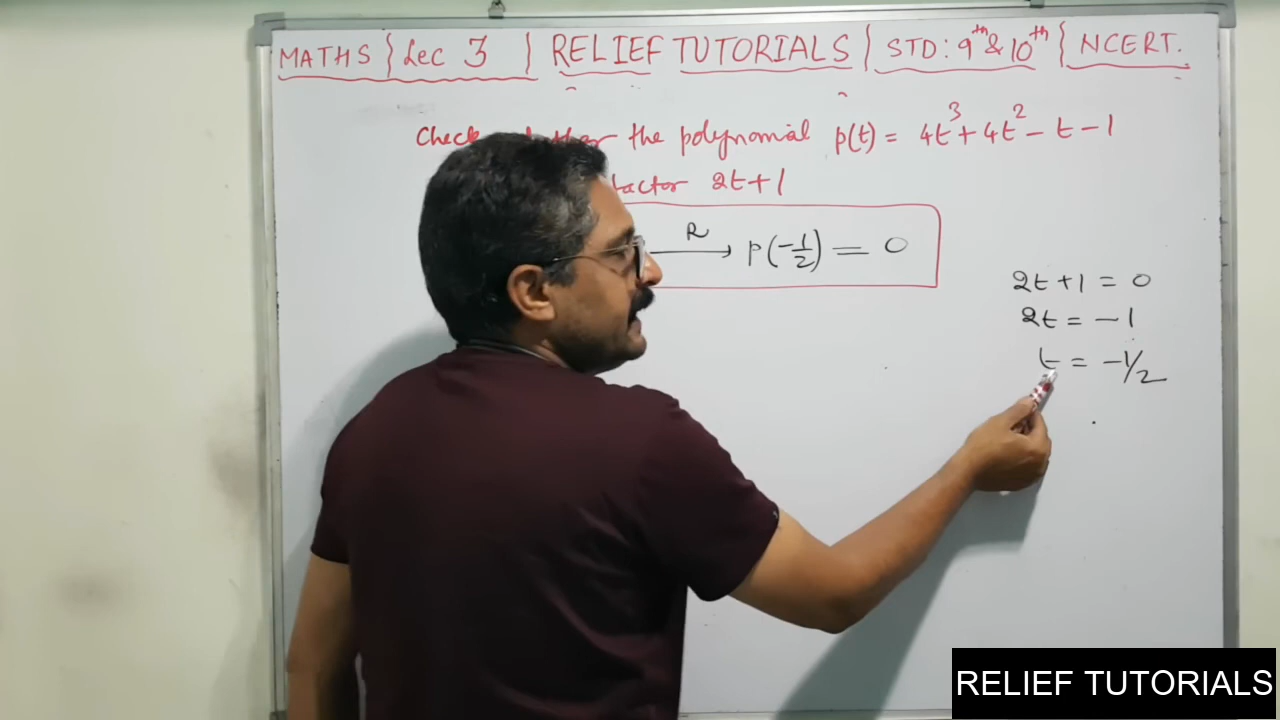 MATHS | Lec 3 | RELIEF TUTORIALS | STD: 9th & 10th | NCERT.
Check the polynomial p(t) = 4t³ + 4t² - t - 1
factor 2t+1
R → p(-1/2) = 0
2t + 1 = 0
2t = -1
t = -1/2
RELIEF TUTORIALS